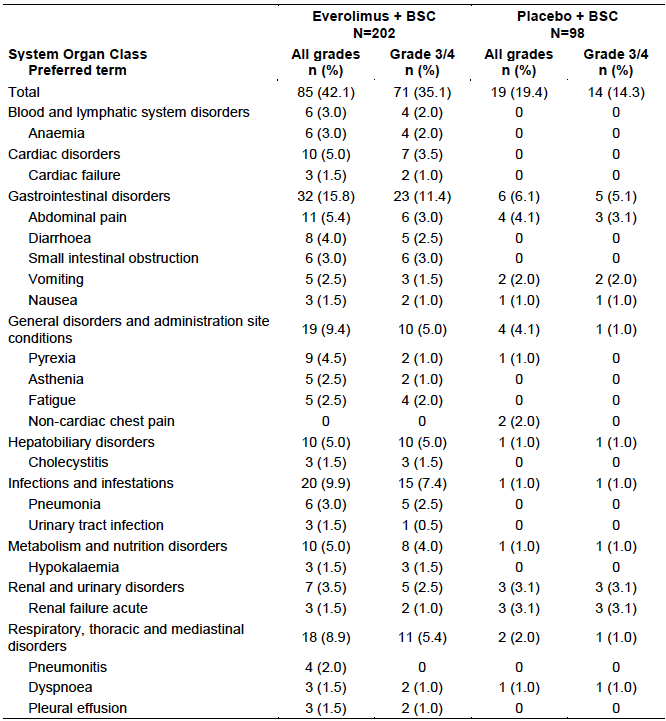 Everolimus + BSC Placebo + BSC
N=202 N=98
System Organ Class All grades Grade 3/4 All grades Grade 3/4
Preferred term n (%) n (%) n (%) n (%)
Total 85 (42.1) 71 (35.1) 19 (19.4) 14 (14.3)
Blood and lymphatic system disorders 6 (3.0) 4 (2.0) 0 0
Anaemia 6 (3.0) 4 (2.0) 0 0
Cardiac disorders 10 (5.0) 7 (3.5) 0 0
Cardiac failure 3 (1.5) 2 (1.0) 0 0
Gastrointestinal disorders 32 (15.8) 23 (11.4) 6 (6.1) 5 (5.1)
Abdominal pain 11 (5.4) 6 (3.0) 4 (4.1) 3 (3.1)
Diarrhoea 8 (4.0) 5 (2.5) 0 0
Small intestinal obstruction 6 (3.0) 6 (3.0) 0 0
Vomiting 5 (2.5) 3 (1.5) 2 (2.0) 2 (2.0)
Nausea 3 (1.5) 2 (1.0) 1 (1.0) 1 (1.0)
General disorders and administration site
conditions 19 (9.4) 10 (5.0) 4 (4.1) 1 (1.0)
Pyrexia 9 (4.5) 2 (1.0) 1 (1.0) 0
Asthenia 5 (2.5) 2 (1.0) 0 0
Fatigue 5 (2.5) 4 (2.0) 0 0
Non-cardiac chest pain 0 0 2 (2.0) 0
Hepatobiliary disorders 10 (5.0) 10 (5.0) 1 (1.0) 1 (1.0)
Cholecystitis 3 (1.5) 3 (1.5) 0 0
Infections and infestations 20 (9.9) 15 (7.4) 1 (1.0) 1 (1.0)
Pneumonia 6 (3.0) 5 (2.5) 0 0
Urinary tract infection 3 (1.5) 1 (0.5) 0 0
Metabolism and nutrition disorders 10 (5.0) 8 (4.0) 1 (1.0) 1 (1.0)
Hypokalaemia 3 (1.5) 3 (1.5) 0 0
Renal and urinary disorders 7 (3.5) 5 (2.5) 3 (3.1) 3 (3.1)
Renal failure acute 3 (1.5) 2 (1.0) 3 (3.1) 3 (3.1)
Respiratory, thoracic and mediastinal
disorders 18 (8.9) 11 (5.4) 2 (2.0) 1 (1.0)
Pneumonitis 4 (2.0) 0 0 0
Dyspnoea 3 (1.5) 2 (1.0) 1 (1.0) 1 (1.0)
Pleural effusion 3 (1.5) 2 (1.0) 0 0